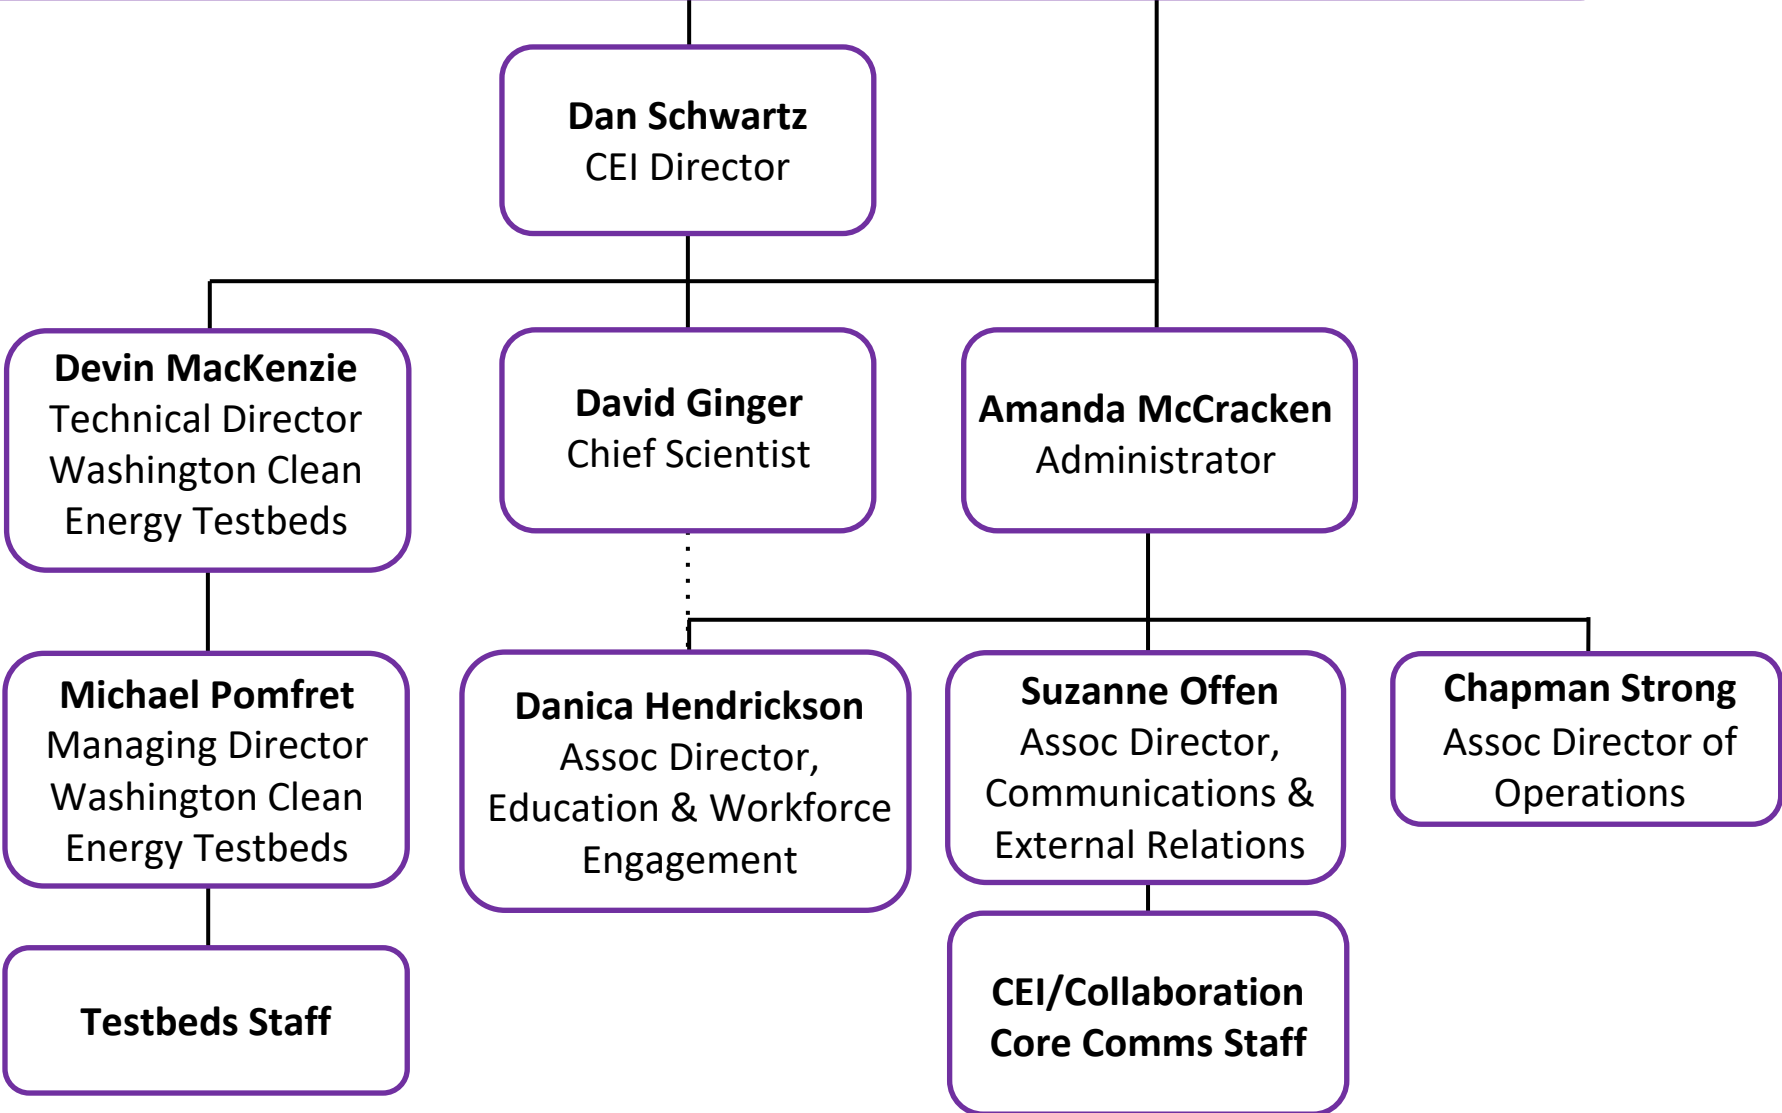 Dan Schwartz
CEI Director
Devin MacKenzie
Technical Director
Washington Clean
Energy Testbeds
David Ginger
Chief Scientist
Amanda McCracken
Administrator
Michael Pomfret
Managing Director
Washington Clean
Energy Testbeds
Danica Hendrickson
Assoc Director,
Education & Workforce
Engagement
Suzanne Offen
Assoc Director,
Communications &
External Relations
Chapman Strong
Assoc Director of
Operations
Testbeds Staff
CEI/Collaboration
Core Comms Staff